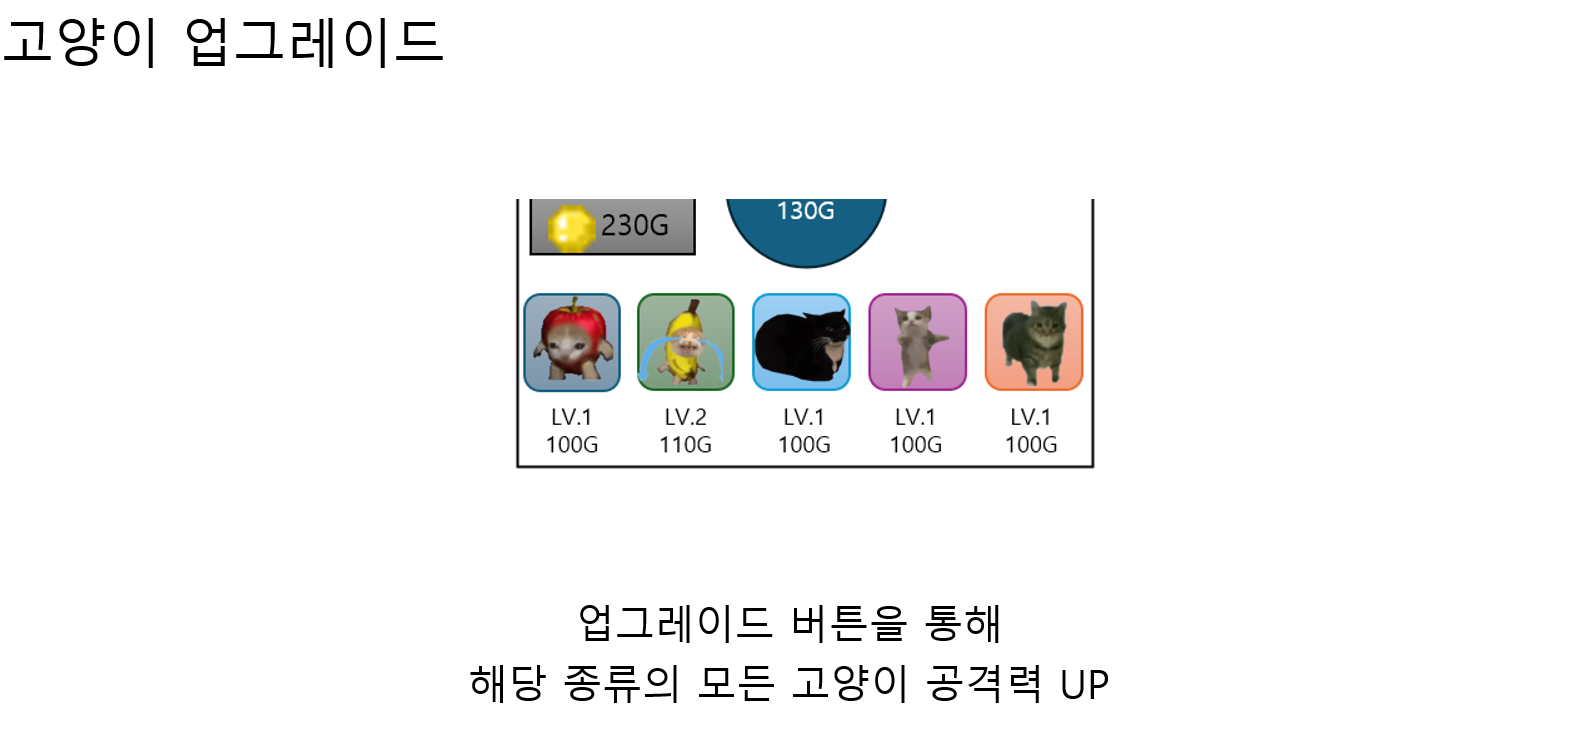 고양이 업그레이드
230G
130G
LV.1 LV.2 LV.1 LV.1 LV.1
100G 110G 100G 100G 100G
업그레이드 버튼을 통해
해당 종류의 모든 고양이 공격력 UP